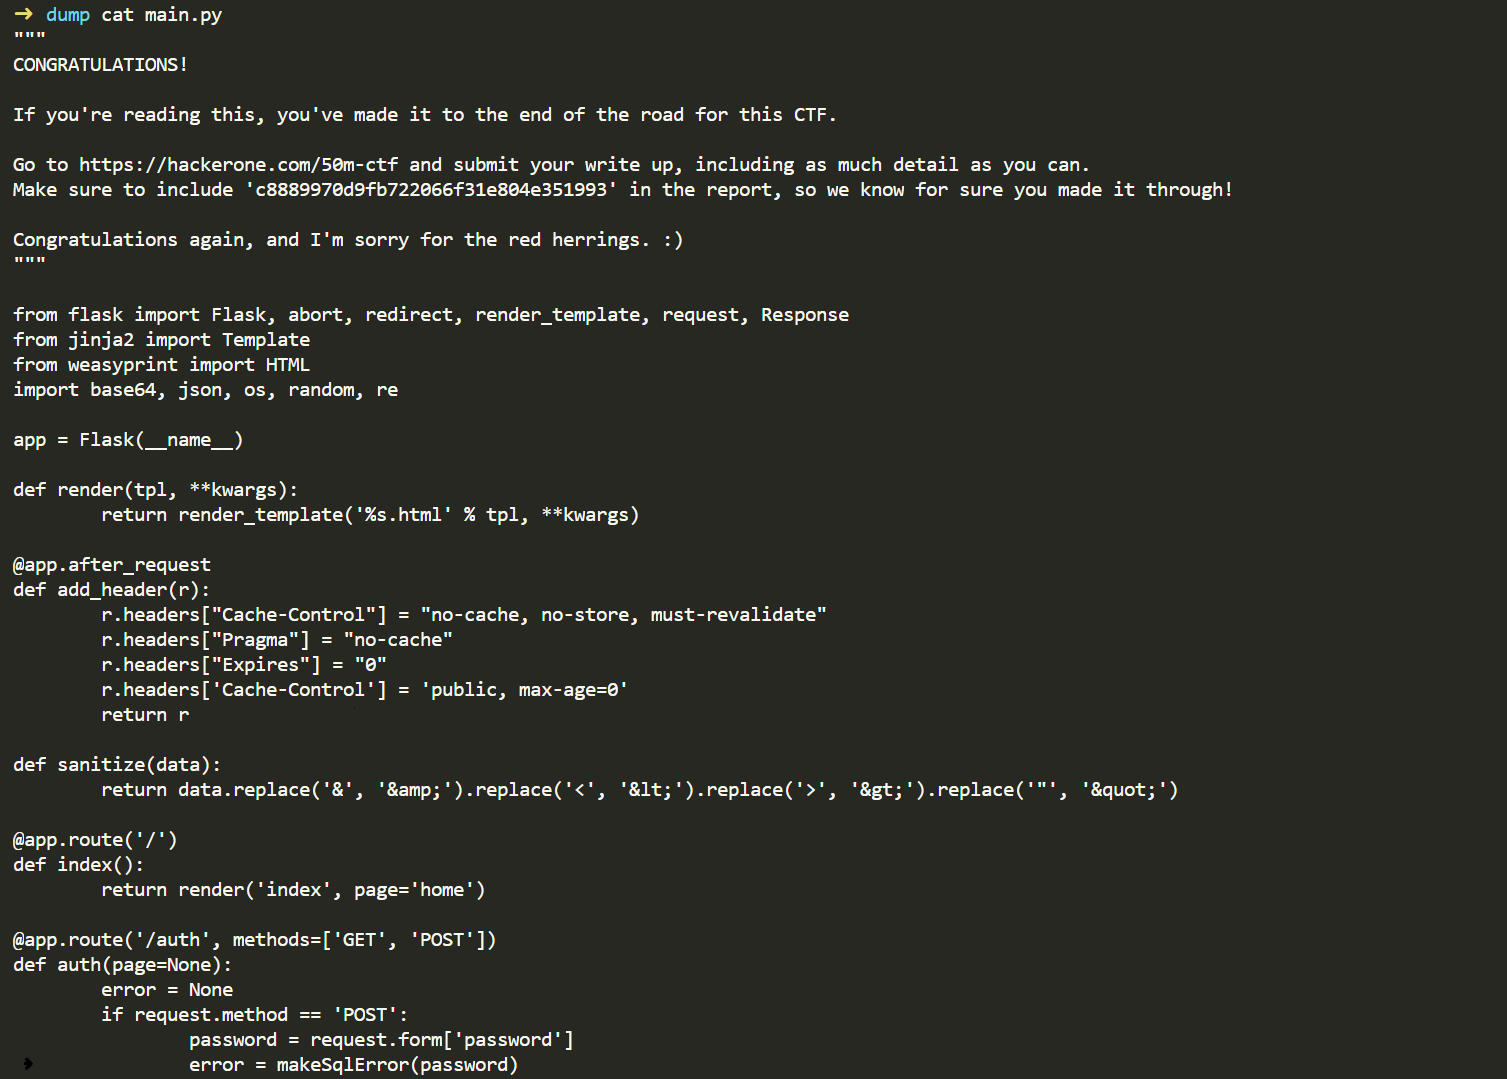 → dump cat main.py
"""
CONGRATULATIONS!

If you're reading this, you've made it to the end of the road for this CTF.

Go to https://hackerone.com/50m-ctf and submit your write up, including as much detail as you can.
Make sure to include 'c8889970d9fb722066f31e804e351993' in the report, so we know for sure you made it through!

Congratulations again, and I'm sorry for the red herrings. :)
"""

from flask import Flask, abort, redirect, render_template, request, Response
from jinja2 import Template
from weasyprint import HTML
import base64, json, os, random, re

app = Flask(__name__)

def render(tpl, **kwargs):
        return render_template('%s.html' % tpl, **kwargs)

@app.after_request
def add_header(r):
        r.headers["Cache-Control"] = "no-cache, no-store, must-revalidate"
        r.headers["Pragma"] = "no-cache"
        r.headers["Expires"] = "0"
        r.headers['Cache-Control'] = 'public, max-age=0'
        return r

def sanitize(data):
        return data.replace('&', '&amp;').replace('<', '&lt;').replace('>', '&gt;').replace('"', '&quot;')

@app.route('/')
def index():
        return render('index', page='home')

@app.route('/auth', methods=['GET', 'POST'])
def auth(page=None):
        error = None
        if request.method == 'POST':
                password = request.form['password']
                error = makeSqlError(password)